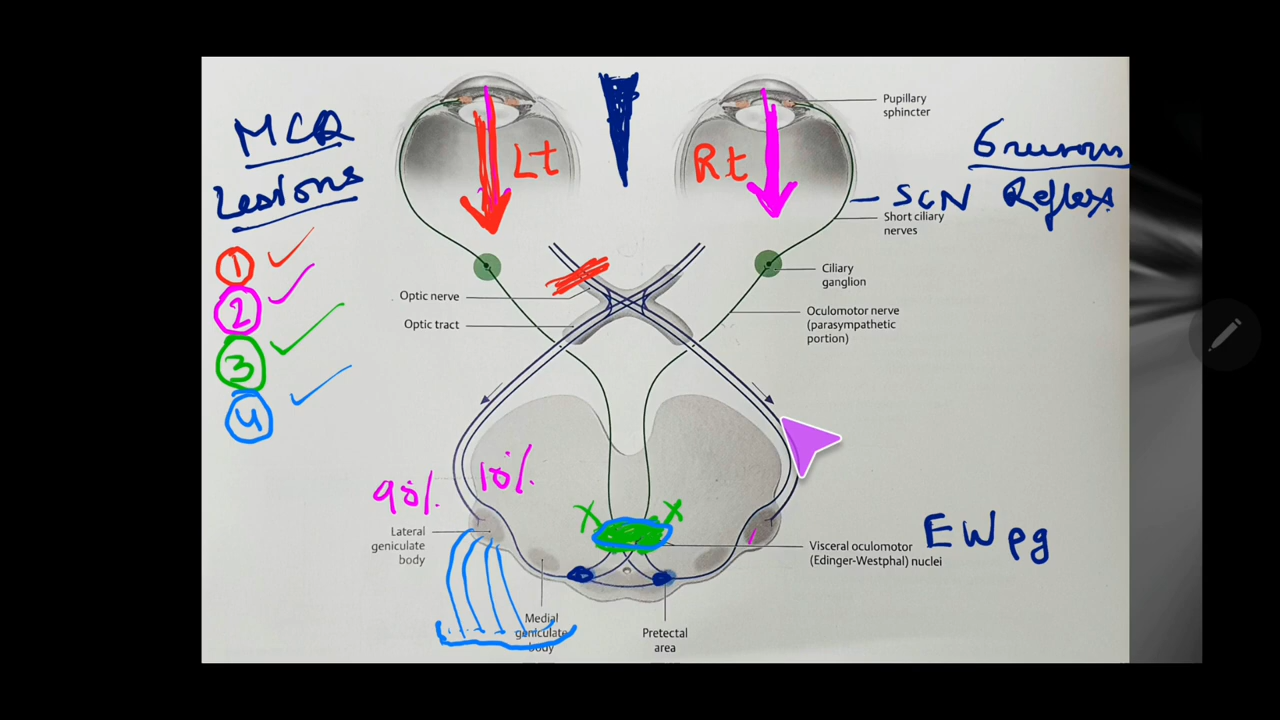 MCQ
Lesions
1
2
3
4
Lt
Rt
Pupillary
sphincter
6 neurons
Reflex
- SCN
Short ciliary
nerves
Ciliary
ganglion
Optic nerve
Optic tract
Oculomotor nerve
(parasympathetic
portion)
90%
10%
X X
Lateral
geniculate
body
Visceral oculomotor
(Edinger-Westphal) nuclei
EWpg
Medial
geniculate
body
Pretectal
area